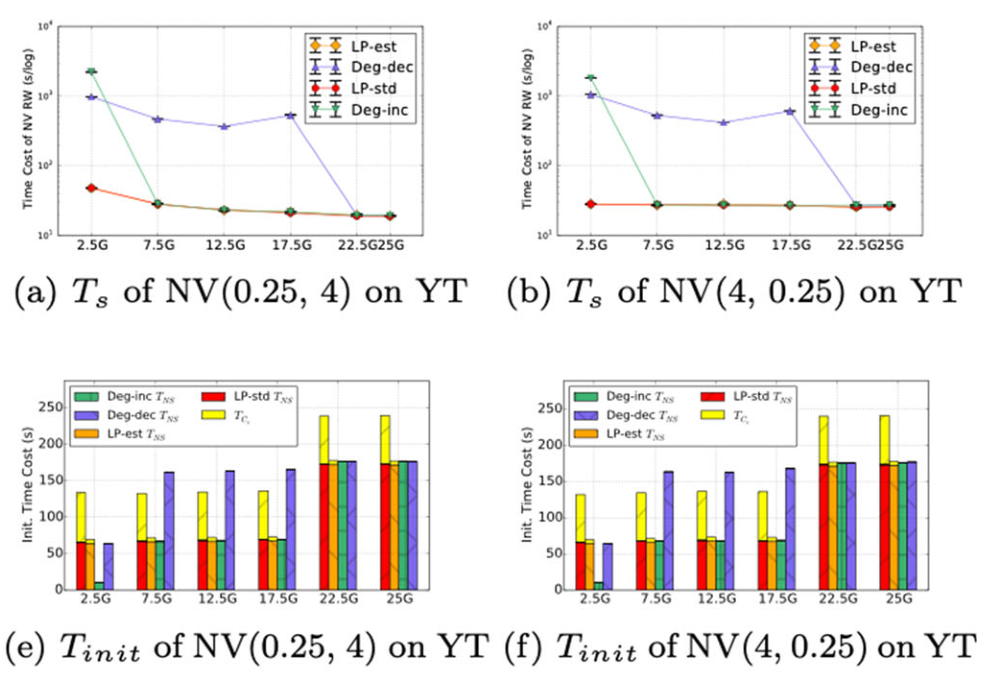 10⁴
10³
10²
10¹
Time Cost of NV RW (s/log)
LP-est
Deg-dec
LP-std
Deg-inc
2.5G 7.5G 12.5G 17.5G 22.5G25G
(a) Tₛ of NV(0.25, 4) on YT
10⁴
10³
10²
10¹
Time Cost of NV RW (s/log)
LP-est
Deg-dec
LP-std
Deg-inc
2.5G 7.5G 12.5G 17.5G 22.5G25G
(b) Tₛ of NV(4, 0.25) on YT
250
200
150
100
50
0
Init. Time Cost (s)
Deg-inc T_NS LP-std T_NS
Deg-dec T_NS T_Cᵥ
LP-est T_NS
2.5G 7.5G 12.5G 17.5G 22.5G 25G
(e) T_init of NV(0.25, 4) on YT
250
200
150
100
50
0
Init. Time Cost (s)
Deg-inc T_NS LP-std T_NS
Deg-dec T_NS T_Cᵥ
LP-est T_NS
2.5G 7.5G 12.5G 17.5G 22.5G 25G
(f) T_init of NV(4, 0.25) on YT